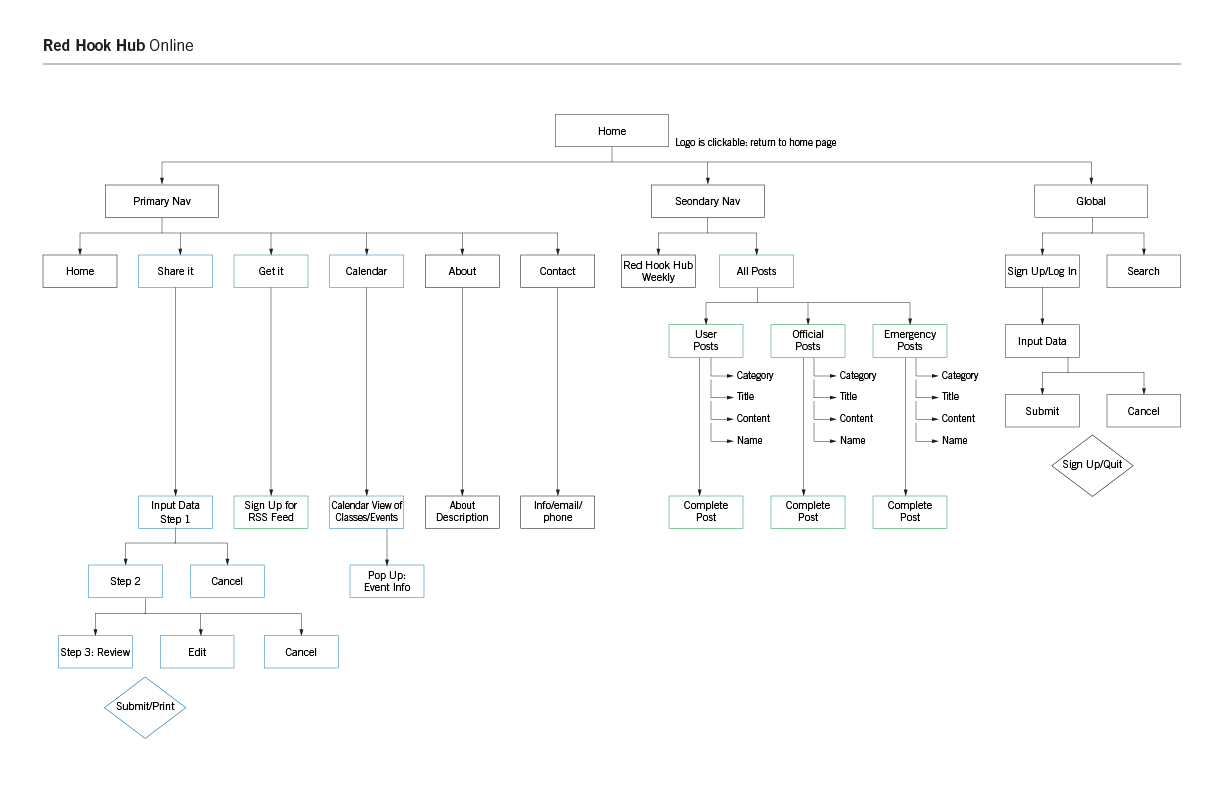 Red Hook Hub Online
Home
Logo is clickable: return to home page
Primary Nav
Seondary Nav
Global
Home
Share it
Get it
Calendar
About
Contact
Red Hook Hub
Weekly
All Posts
Sign Up/Log In
Search
User
Posts
Official
Posts
Emergency
Posts
Input Data
Category
Title
Content
Name
Category
Title
Content
Name
Category
Title
Content
Name
Submit
Cancel
Sign Up/Quit
Input Data
Step 1
Sign Up for
RSS Feed
Calendar View of
Classes/Events
About
Description
Info/email/
phone
Complete
Post
Complete
Post
Complete
Post
Step 2
Cancel
Pop Up:
Event Info
Step 3: Review
Edit
Cancel
Submit/Print